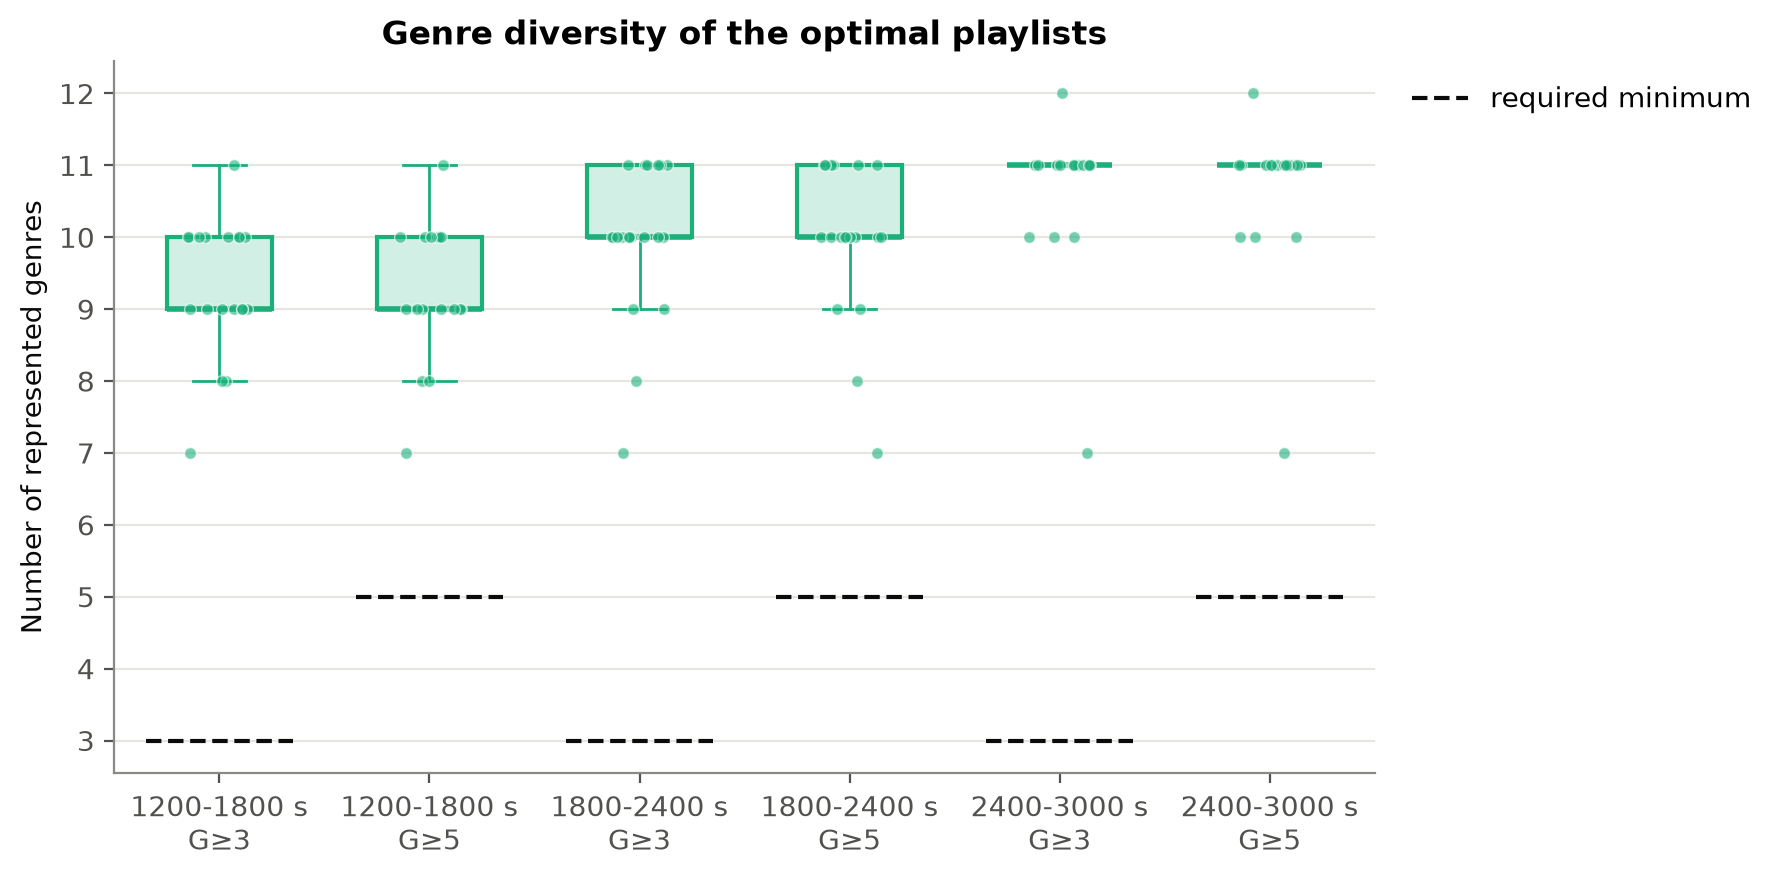 Genre diversity of the optimal playlists
required minimum
Number of represented genres
12
11
10
9
8
7
6
5
4
3
1200-1800 s
G≥3
1200-1800 s
G≥5
1800-2400 s
G≥3
1800-2400 s
G≥5
2400-3000 s
G≥3
2400-3000 s
G≥5